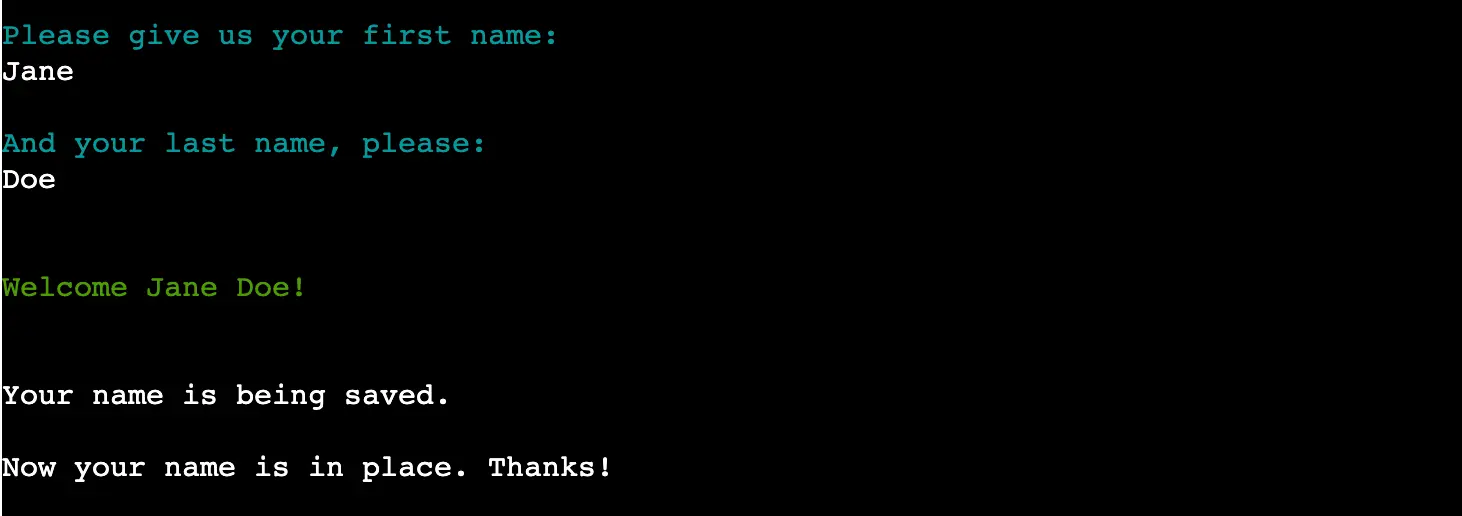 Please give us your first name:
Jane
And your last name, please:
Doe
Welcome Jane Doe!
Your name is being saved.
Now your name is in place. Thanks!